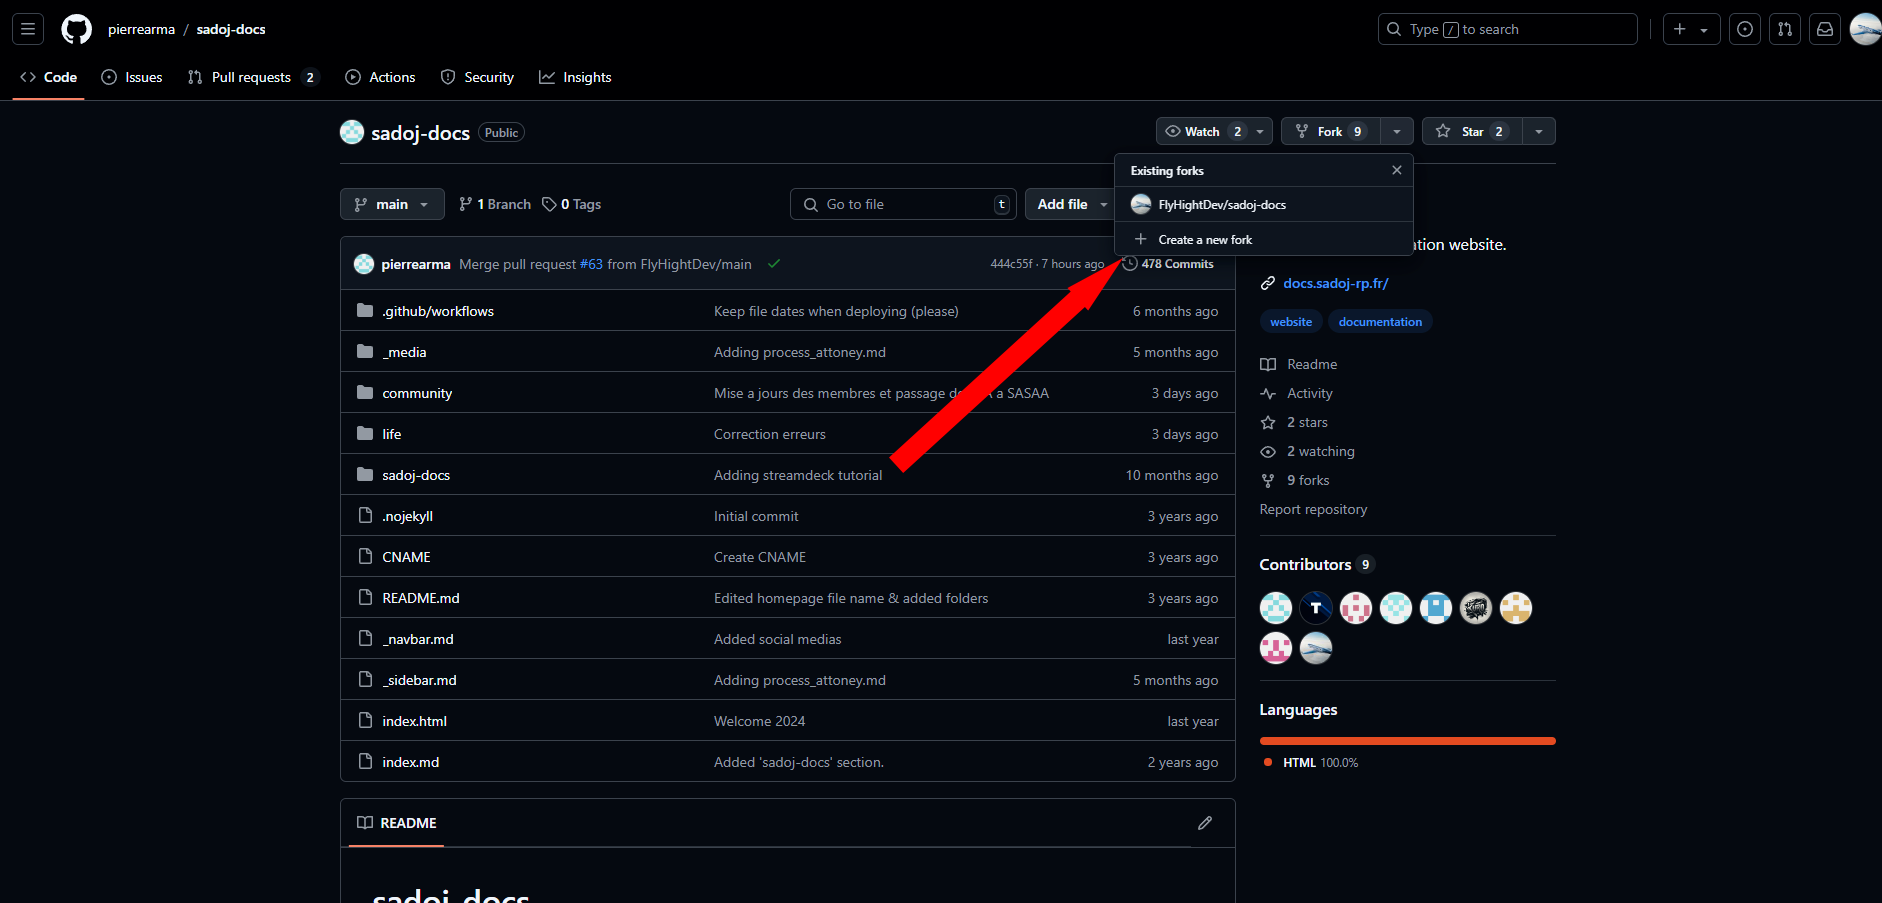 pierrearma / sadoj-docs
Type / to search
Code Issues Pull requests 2 Actions Security Insights
sadoj-docs Public
Watch 2 Fork 9 Star 2
Existing forks
FlyHightDev/sadoj-docs
Create a new fork
main 1 Branch 0 Tags
Go to file t
Add file
pierrearma Merge pull request #63 from FlyHightDev/main 444c55f · 7 hours ago 478 Commits
.github/workflows Keep file dates when deploying (please) 6 months ago
_media Adding process_attoney.md 5 months ago
community Mise a jours des membres et passage de A a SASAA 3 days ago
life Correction erreurs 3 days ago
sadoj-docs Adding streamdeck tutorial 10 months ago
.nojekyll Initial commit 3 years ago
CNAME Create CNAME 3 years ago
README.md Edited homepage file name & added folders 3 years ago
_navbar.md Added social medias last year
_sidebar.md Adding process_attoney.md 5 months ago
index.html Welcome 2024 last year
index.md Added 'sadoj-docs' section. 2 years ago
README
sadoj-docs
tion website.
docs.sadoj-rp.fr/
website documentation
Readme
Activity
2 stars
2 watching
9 forks
Report repository
Contributors 9
T
Languages
HTML 100.0%